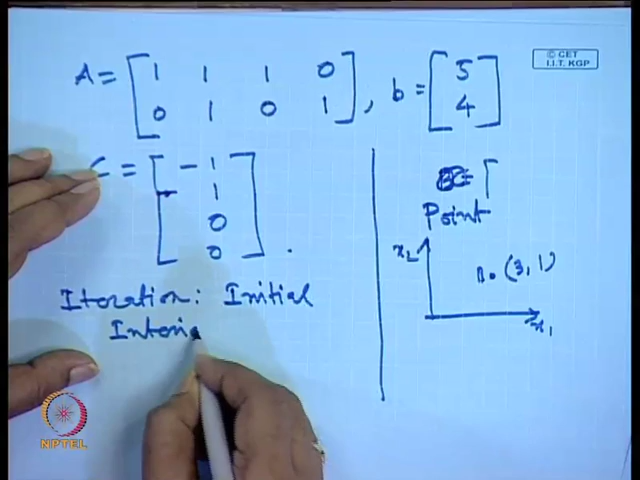 A = [ 1 1 1 0
0 1 0 1 ] , b = [ 5
4 ]
C = [ -1
1
0
0 ] .
Point
x₂
(3, 1)
x₁
Iteration: Initial
Interi
© CET
I.I.T. KGP
NPTEL